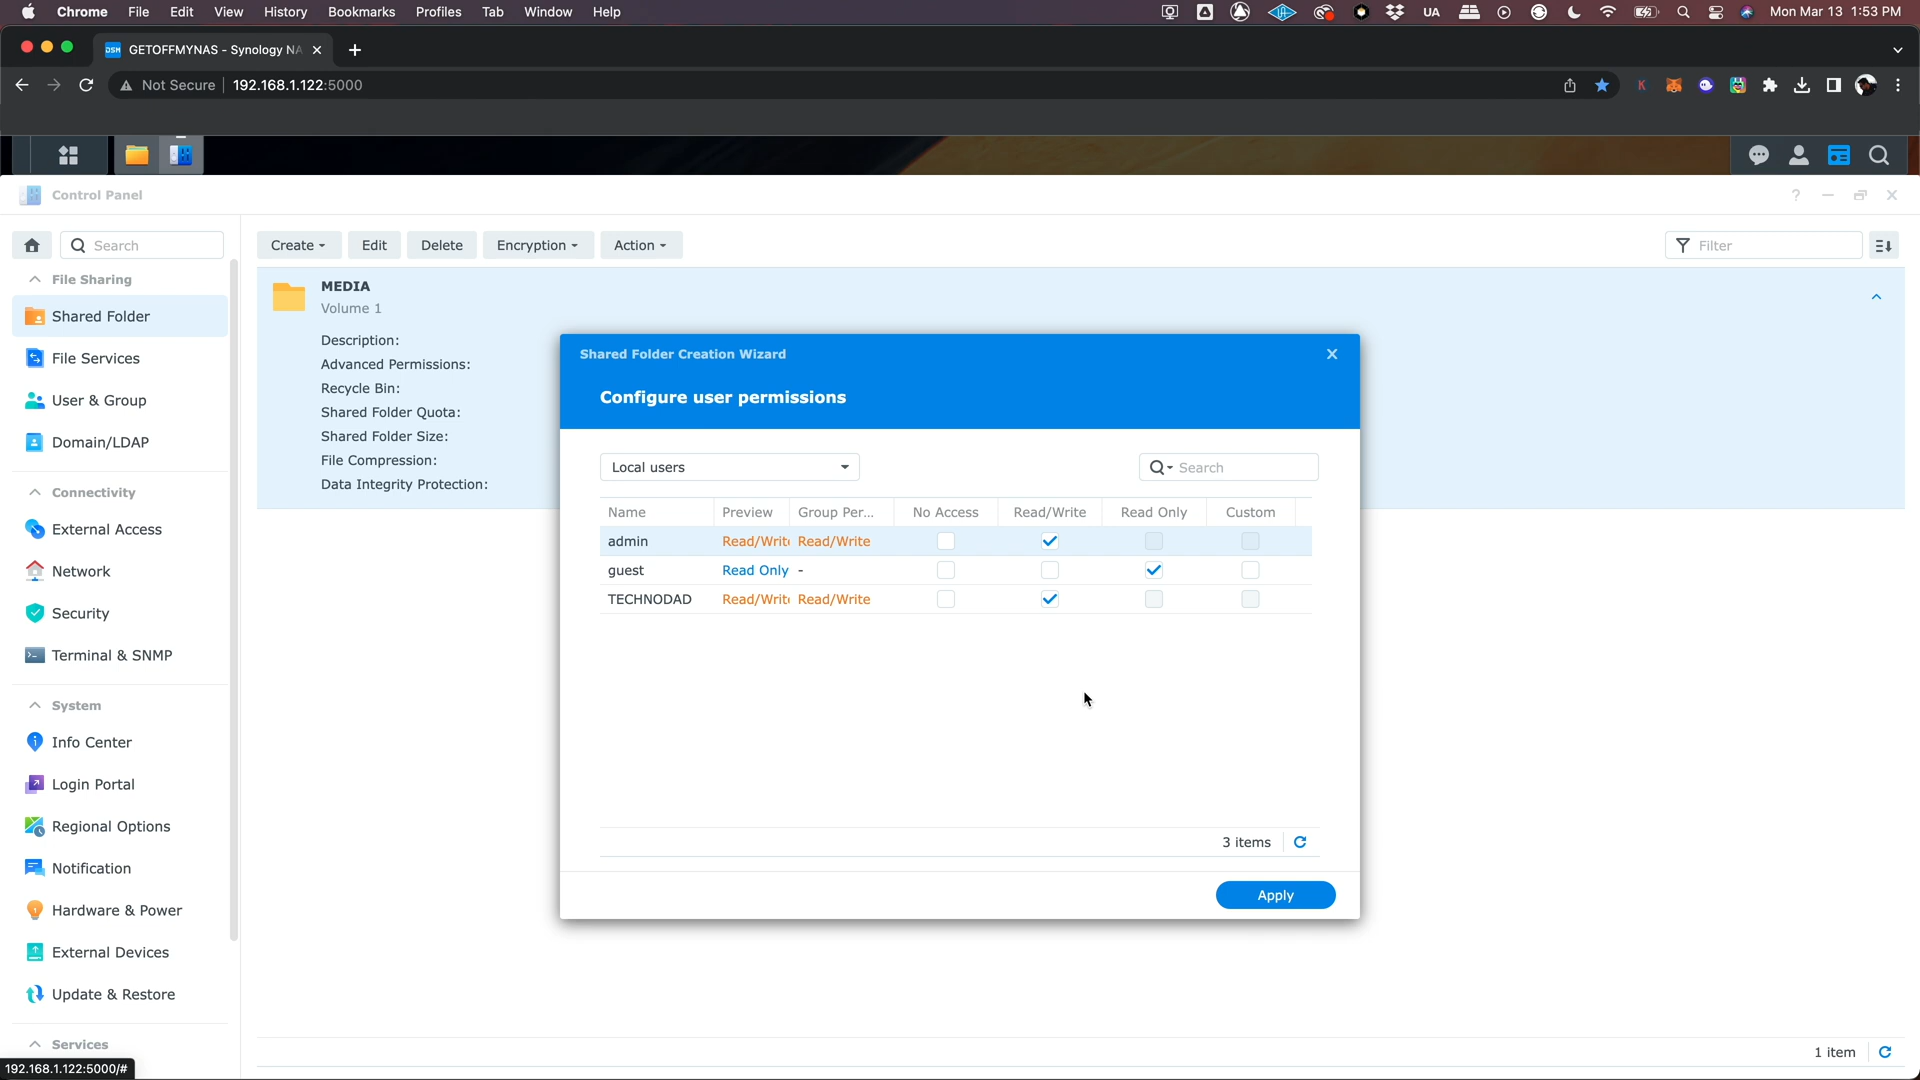 Chrome File Edit View History Bookmarks Profiles Tab Window Help UA Mon Mar 13 1:53 PM
DSM GETOFFMYNAS - Synology NA
Not Secure 192.168.1.122:5000
K
Control Panel
Search Create Edit Delete Encryption Action Filter
File Sharing
Shared Folder
File Services
User & Group
Domain/LDAP
Connectivity
External Access
Network
Security
Terminal & SNMP
System
Info Center
Login Portal
Regional Options
Notification
Hardware & Power
External Devices
Update & Restore
Services
192.168.1.122:5000/#
MEDIA
Volume 1
Description:
Advanced Permissions:
Recycle Bin:
Shared Folder Quota:
Shared Folder Size:
File Compression:
Data Integrity Protection:
Shared Folder Creation Wizard
Configure user permissions
Local users Search
Name Preview Group Per... No Access Read/Write Read Only Custom
admin Read/Write Read/Write
guest Read Only -
TECHNODAD Read/Write Read/Write
3 items
Apply
1 item